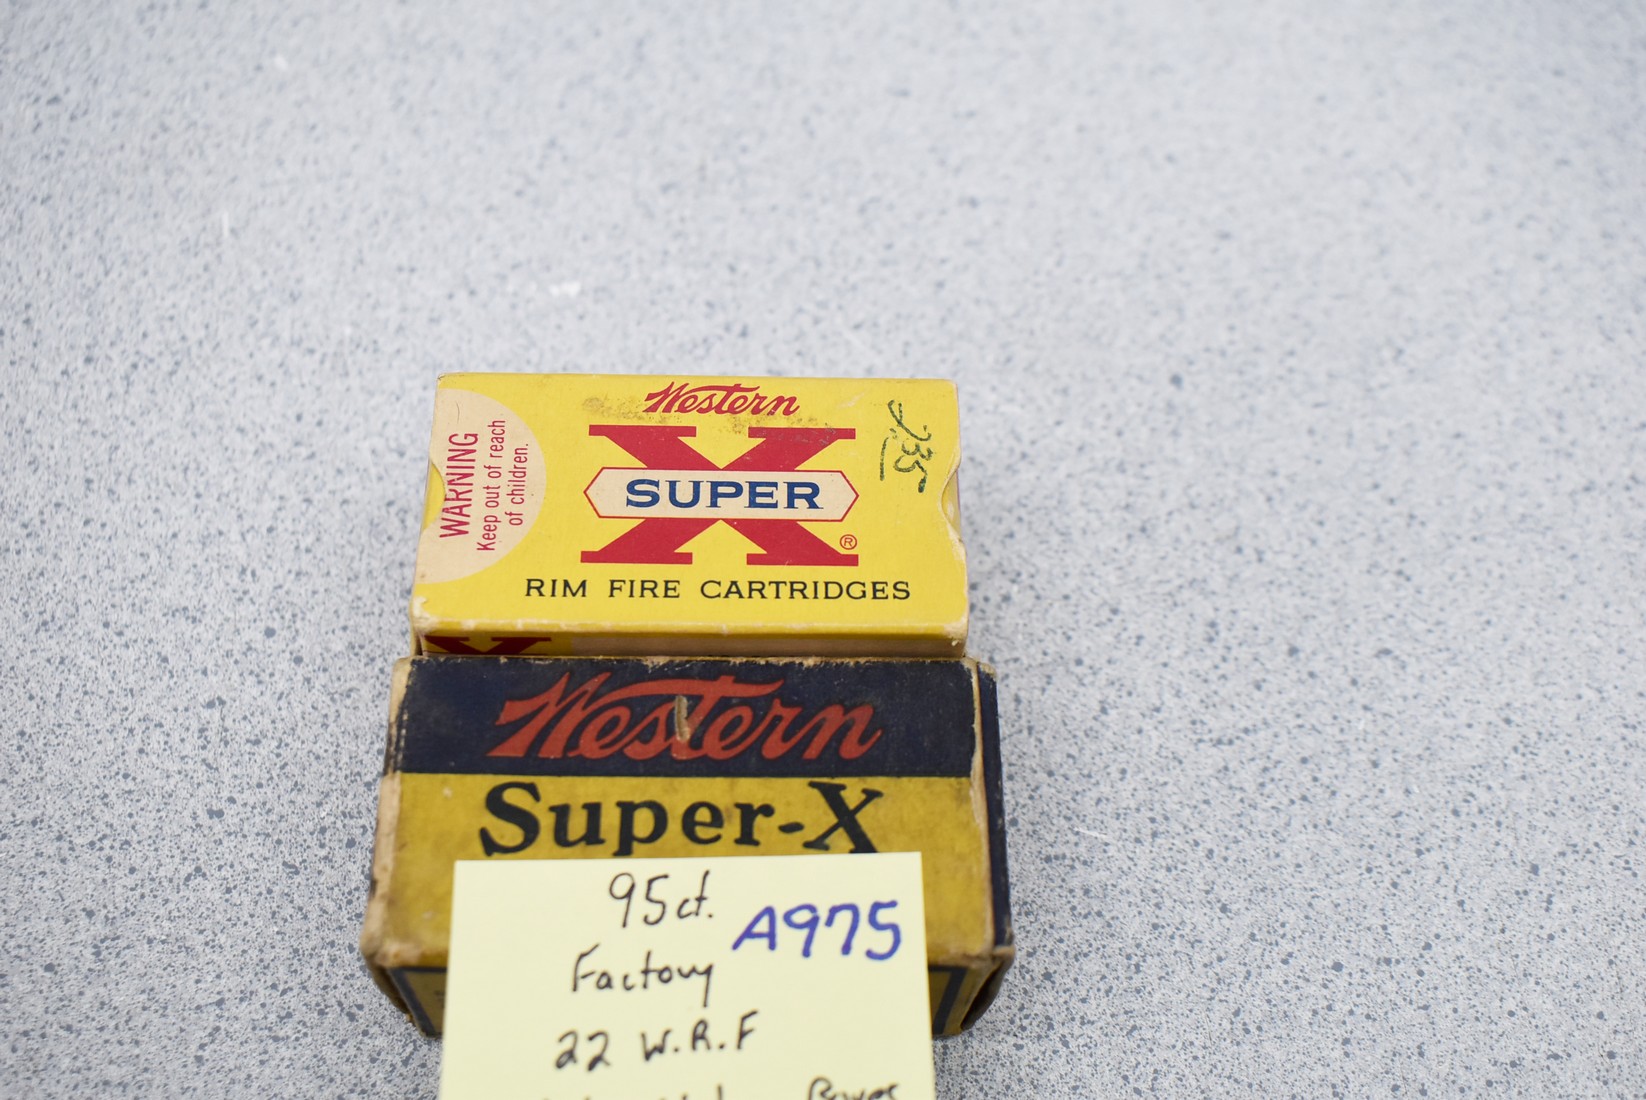 Western
X
SUPER
®
RIM FIRE CARTRIDGES
WARNING
Keep out of reach
of children.
X
Western
Super-X
95ct.
A975
Factory
22 W.R.F